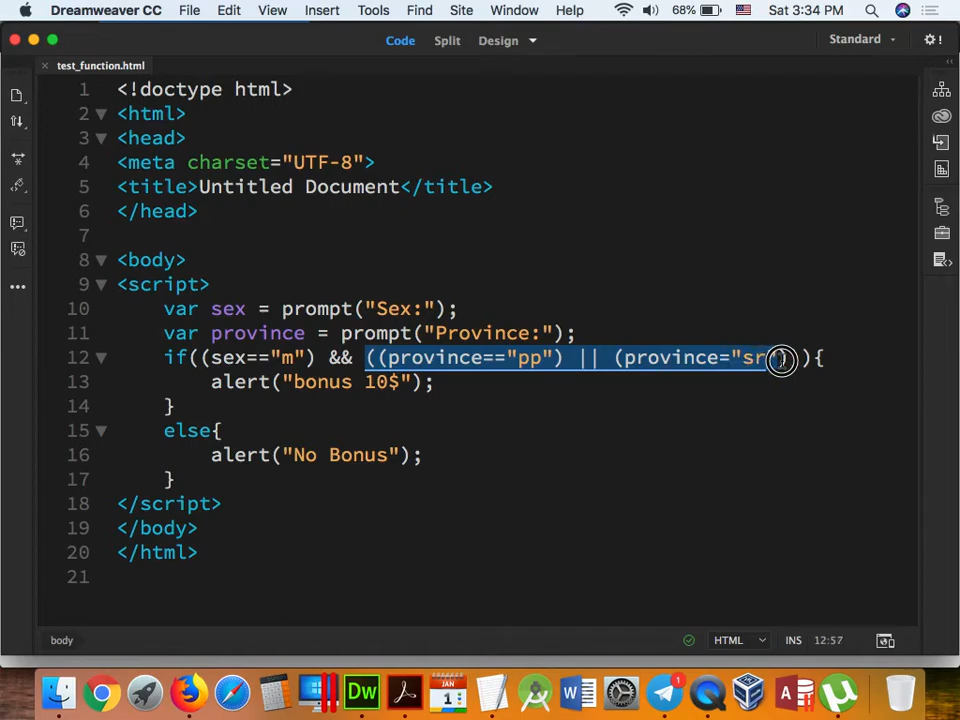 Dreamweaver CC File Edit View Insert Tools Find Site Window Help 68% Sat 3:34 PM
Code Split Design Standard
test_function.html
1 <!doctype html>
2 <html>
3 <head>
4 <meta charset="UTF-8">
5 <title>Untitled Document</title>
6 </head>
7
8 <body>
9 <script>
10 var sex = prompt("Sex:");
11 var province = prompt("Province:");
12 if((sex=="m") && ((province=="pp") || (province="sr") )){
13 alert("bonus 10$");
14 }
15 else{
16 alert("No Bonus");
17 }
18 </script>
19 </body>
20 </html>
21
body HTML INS 12:57
Dw JAN 1 W A 1